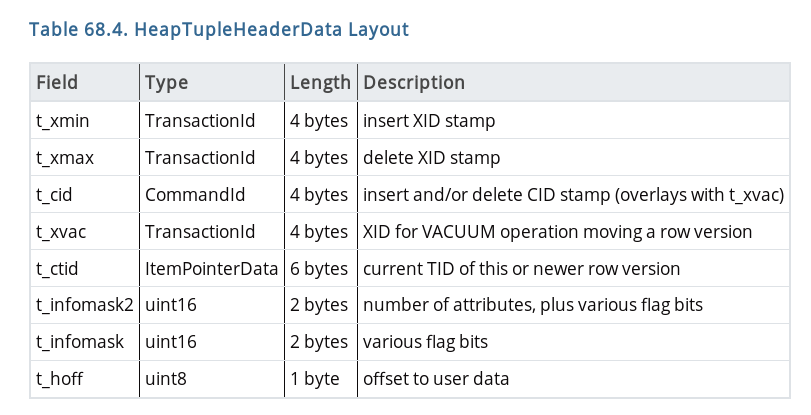 Table 68.4. HeapTupleHeaderData Layout
Field Type Length Description
t_xmin TransactionId 4 bytes insert XID stamp
t_xmax TransactionId 4 bytes delete XID stamp
t_cid CommandId 4 bytes insert and/or delete CID stamp (overlays with t_xvac)
t_xvac TransactionId 4 bytes XID for VACUUM operation moving a row version
t_ctid ItemPointerData 6 bytes current TID of this or newer row version
t_infomask2 uint16 2 bytes number of attributes, plus various flag bits
t_infomask uint16 2 bytes various flag bits
t_hoff uint8 1 byte offset to user data